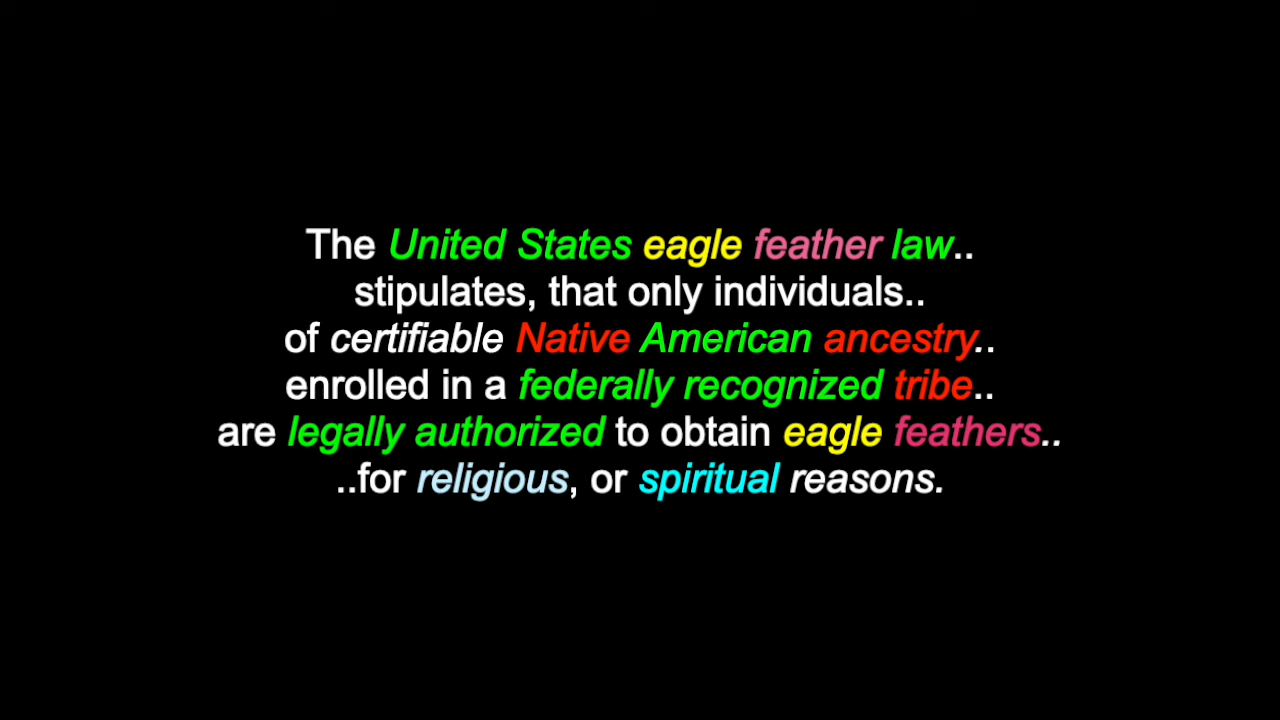 The United States eagle feather law..
stipulates, that only individuals..
of certifiable Native American ancestry..
enrolled in a federally recognized tribe..
are legally authorized to obtain eagle feathers..
..for religious, or spiritual reasons.